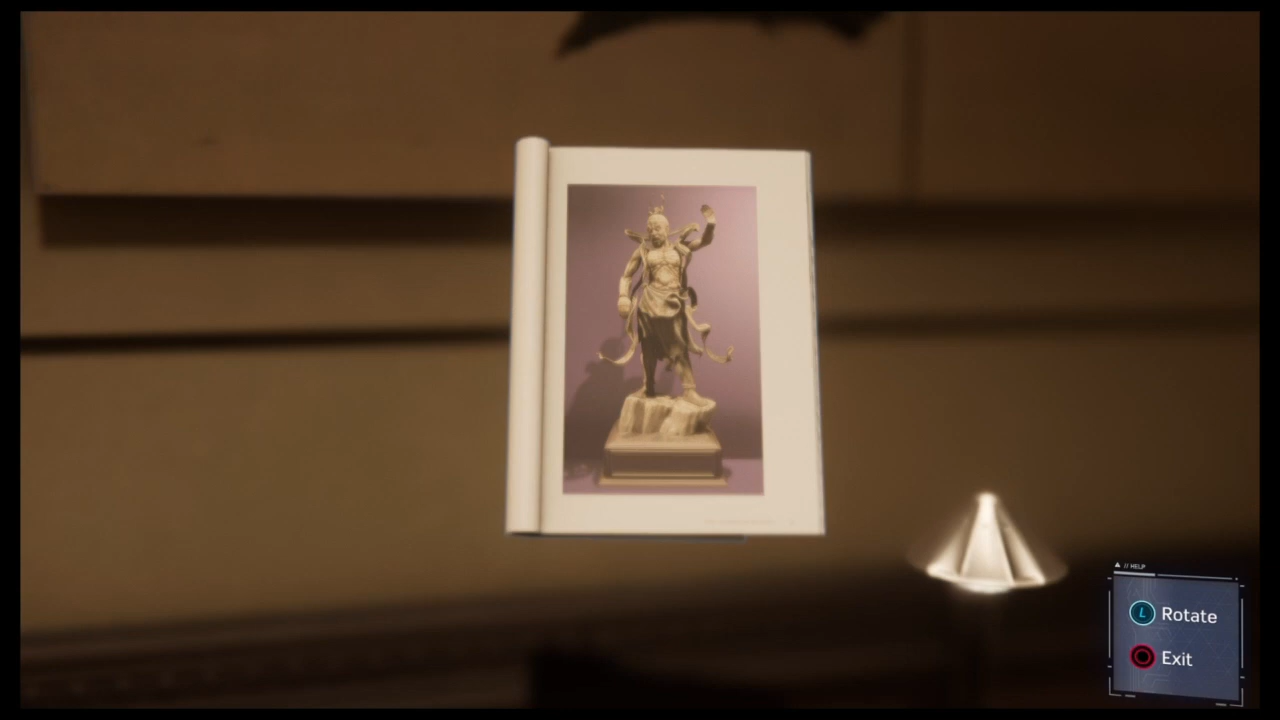 ▲ // HELP
L Rotate
Exit